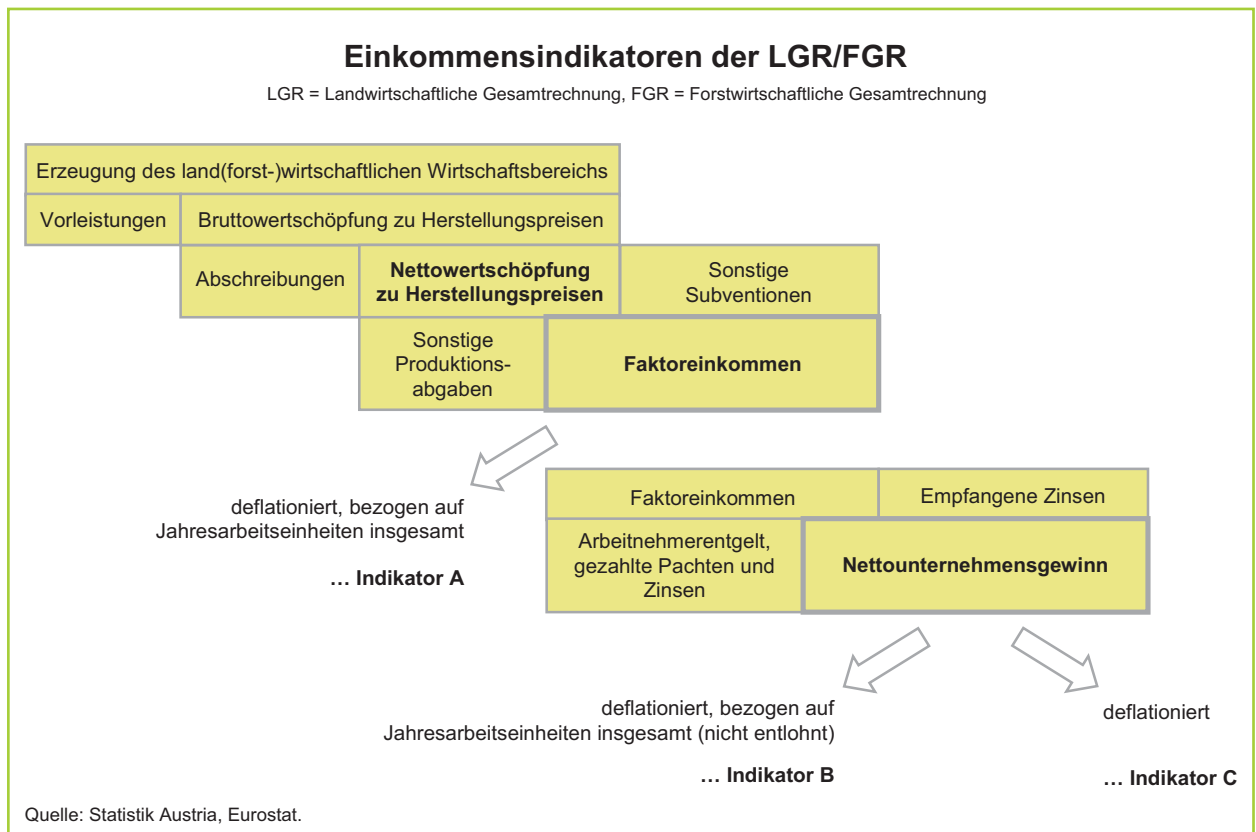 Einkommensindikatoren der LGR/FGR
LGR = Landwirtschaftliche Gesamtrechnung, FGR = Forstwirtschaftliche Gesamtrechnung
Erzeugung des land(forst-)wirtschaftlichen Wirtschaftsbereichs
Vorleistungen
Bruttowertschöpfung zu Herstellungspreisen
Abschreibungen
Nettowertschöpfung
zu Herstellungspreisen
Sonstige
Subventionen
Sonstige
Produktions-
abgaben
Faktoreinkommen
deflationiert, bezogen auf
Jahresarbeitseinheiten insgesamt
... Indikator A
Faktoreinkommen
Empfangene Zinsen
Arbeitnehmerentgelt,
gezahlte Pachten und
Zinsen
Nettounternehmensgewinn
deflationiert, bezogen auf
Jahresarbeitseinheiten insgesamt (nicht entlohnt)
... Indikator B
deflationiert
... Indikator C
Quelle: Statistik Austria, Eurostat.